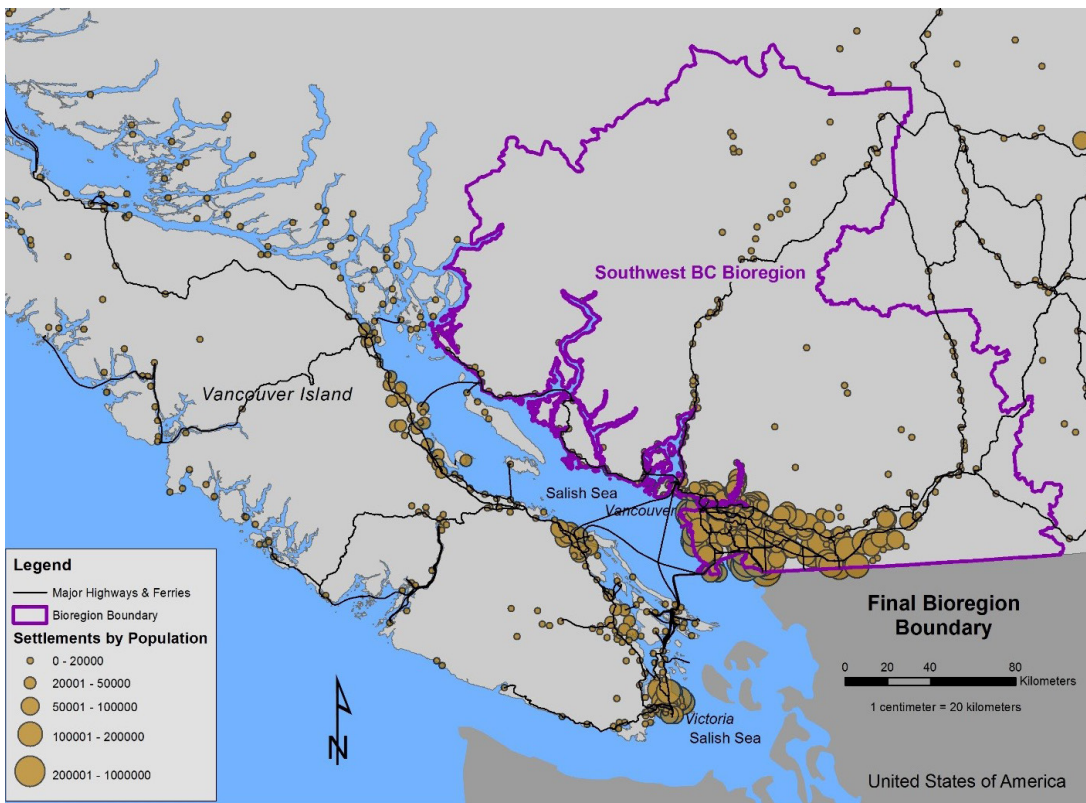 Southwest BC Bioregion
Vancouver Island
Salish Sea
Vancouver
Legend
Major Highways & Ferries
Bioregion Boundary
Settlements by Population
0 - 20000
20001 - 50000
50001 - 100000
100001 - 200000
200001 - 1000000
N
Victoria
Salish Sea
Final Bioregion
Boundary
0 20 40 80
Kilometers
1 centimeter = 20 kilometers
United States of America